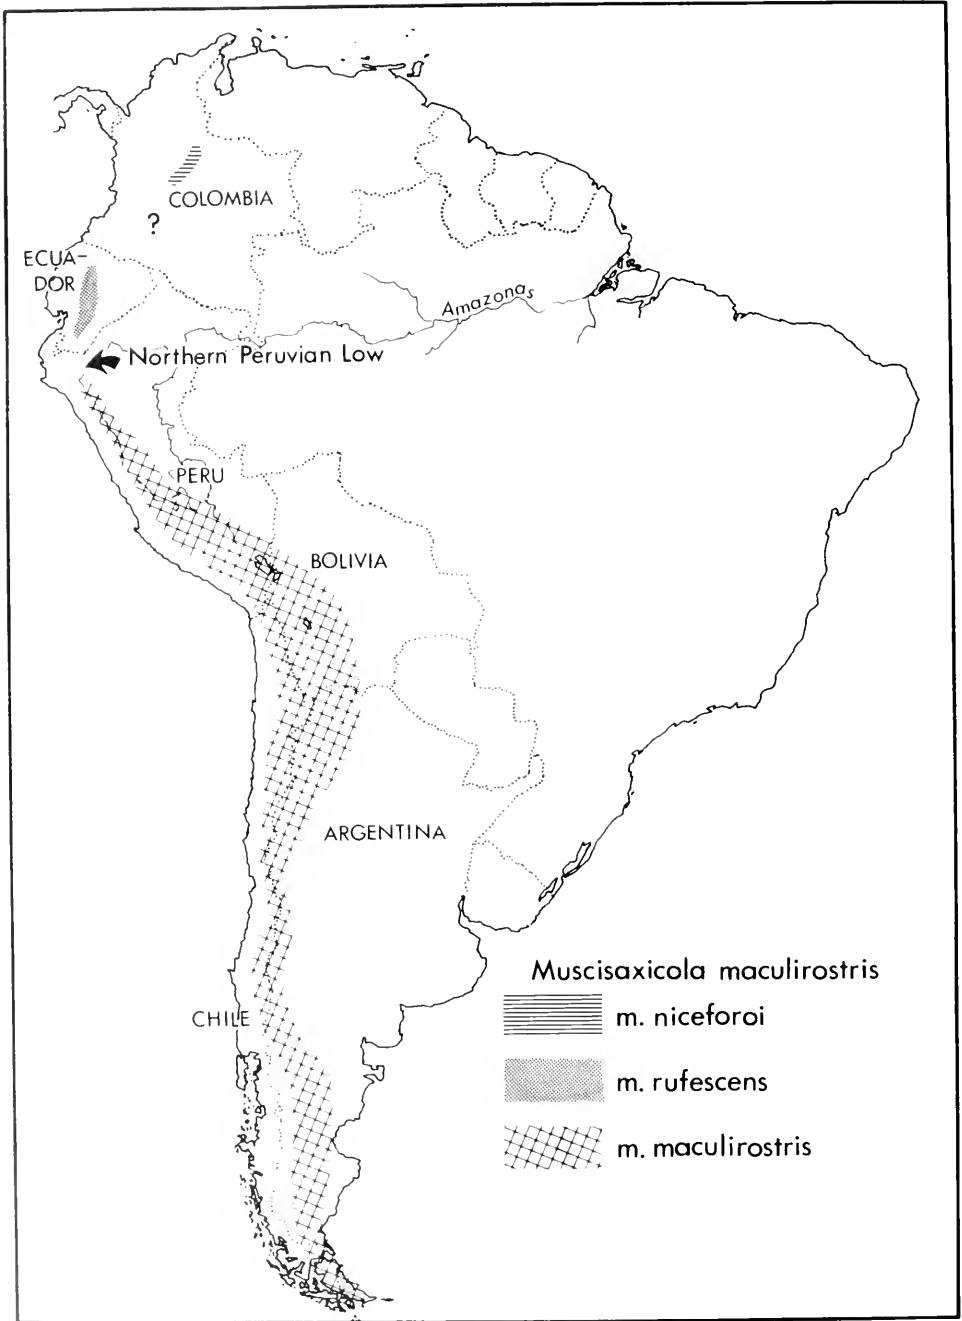 COLOMBIA
?
ECUA-
DOR
Amazonas
Northern Peruvian Low
PERU
BOLIVIA
ARGENTINA
CHILE
Muscisaxicola maculirostris
m. niceforoi
m. rufescens
m. maculirostris